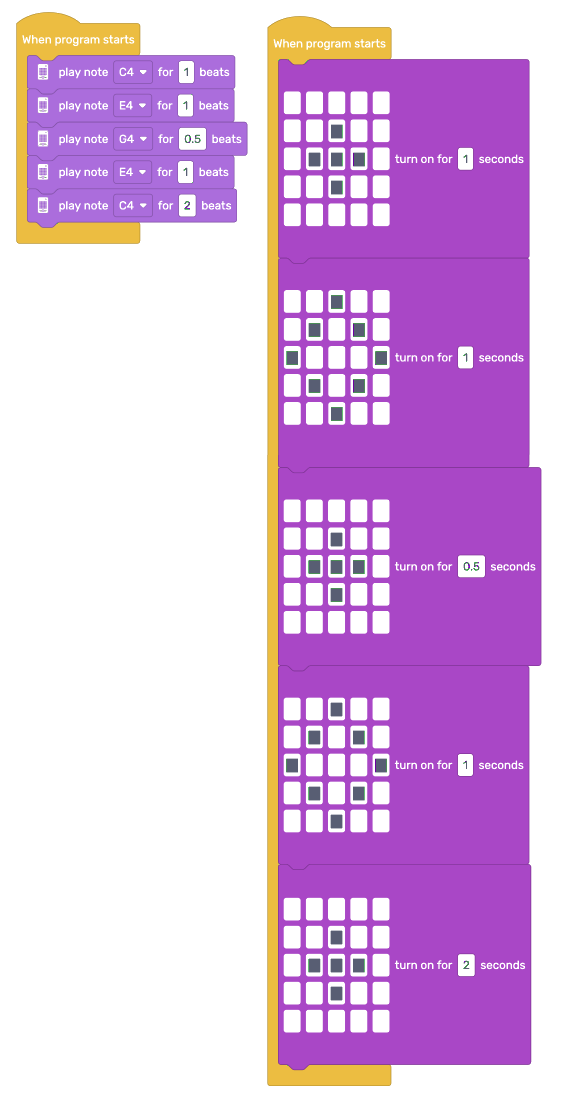 When program starts
play note C4 for 1 beats
play note E4 for 1 beats
play note G4 for 0.5 beats
play note E4 for 1 beats
play note C4 for 2 beats
When program starts
turn on for 1 seconds
turn on for 1 seconds
turn on for 0.5 seconds
turn on for 1 seconds
turn on for 2 seconds